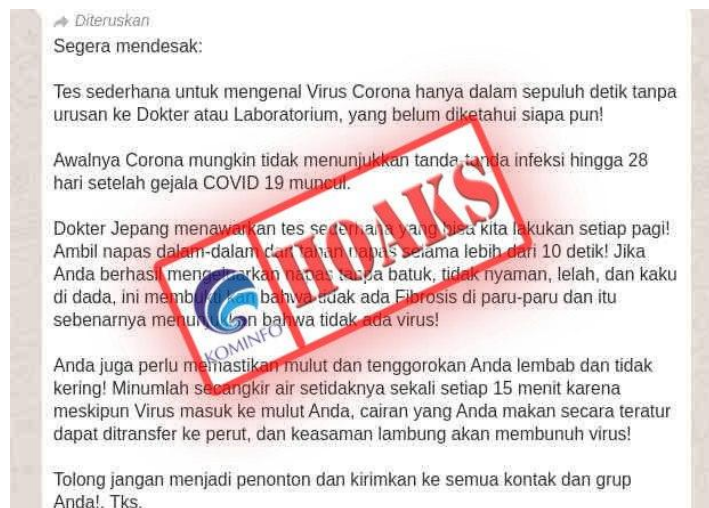 Diteruskan
Segera mendesak:
Tes sederhana untuk mengenal Virus Corona hanya dalam sepuluh detik tanpa
urusan ke Dokter atau Laboratorium, yang belum diketahui siapa pun!
Awalnya Corona mungkin tidak menunjukkan tanda-tanda infeksi hingga 28
hari setelah gejala COVID 19 muncul.
Dokter Jepang menawarkan tes sederhana yang bisa kita lakukan setiap pagi!
Ambil napas dalam-dalam dan tahan napas selama lebih dari 10 detik! Jika
Anda berhasil mengeluarkan napas tanpa batuk, tidak nyaman, lelah, dan kaku
di dada, ini membuktikan bahwa tidak ada Fibrosis di paru-paru dan itu
sebenarnya menunjukkan bahwa tidak ada virus!
Anda juga perlu memastikan mulut dan tenggorokan Anda lembab dan tidak
kering! Minumlah secangkir air setidaknya sekali setiap 15 menit karena
meskipun Virus masuk ke mulut Anda, cairan yang Anda makan secara teratur
dapat ditransfer ke perut, dan keasaman lambung akan membunuh virus!
Tolong jangan menjadi penonton dan kirimkan ke semua kontak dan grup
Anda!. Tks.
KOMINFO
HOAKS